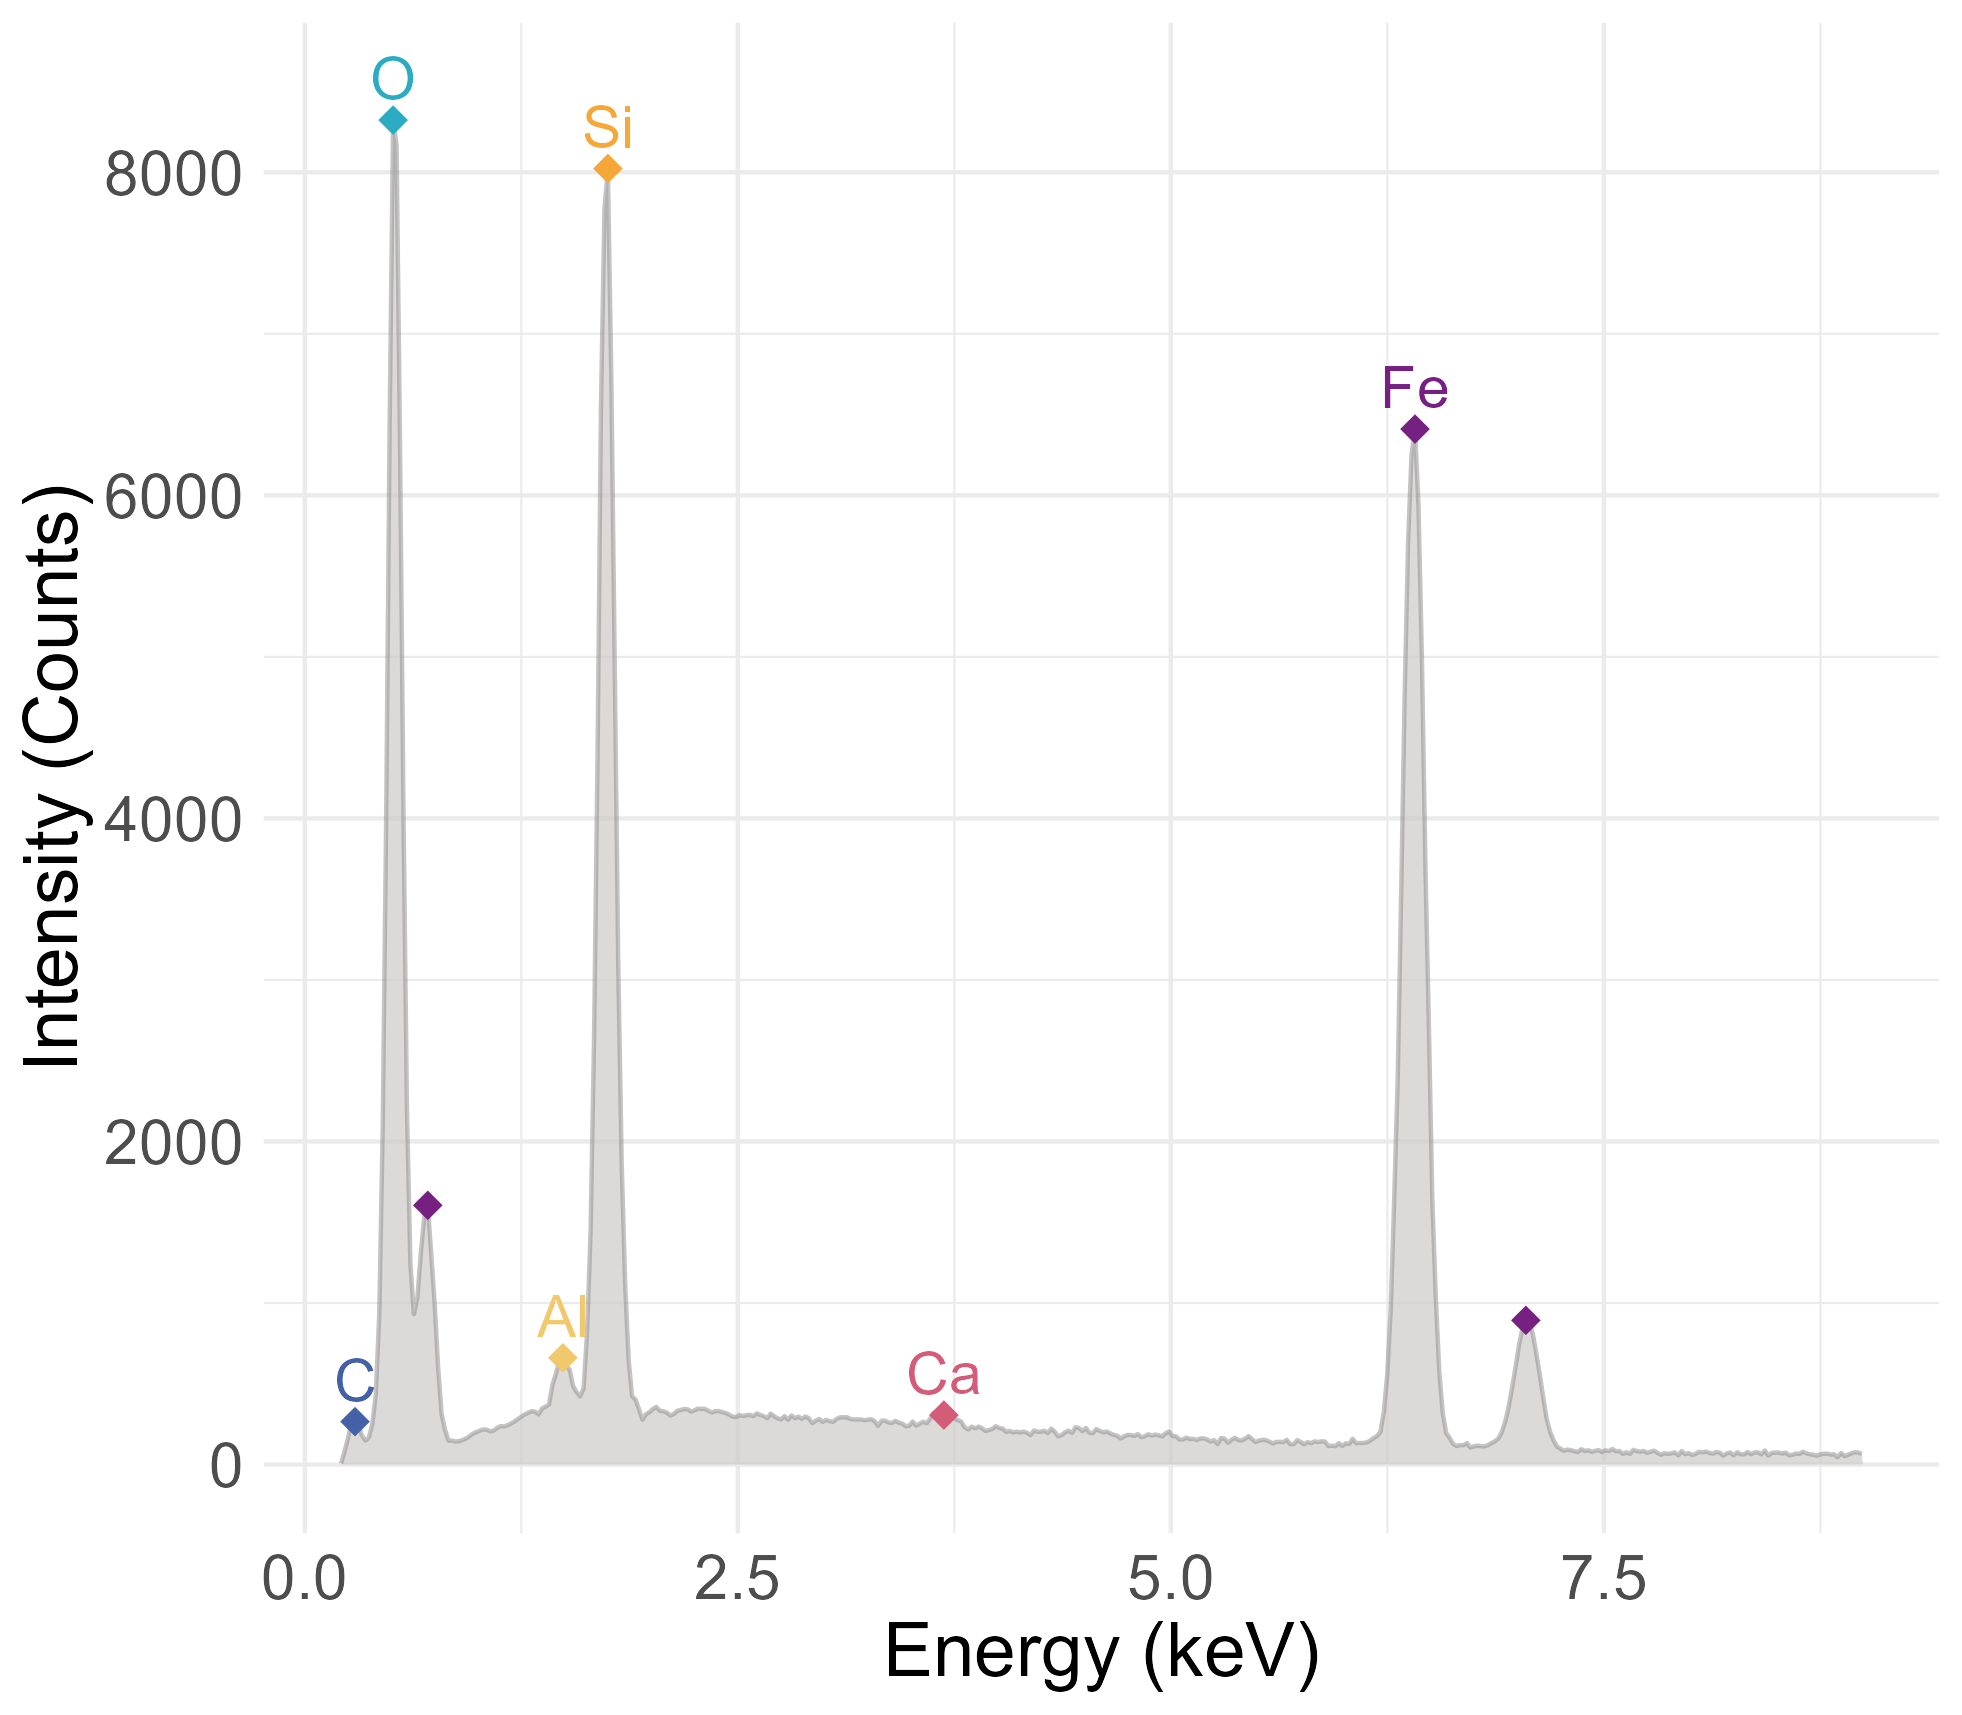 O
Si
8000
Fe
6000
4000
2000
Al
C
Ca
0
0.0 2.5 5.0 7.5
Energy (keV)
Intensity (Counts)